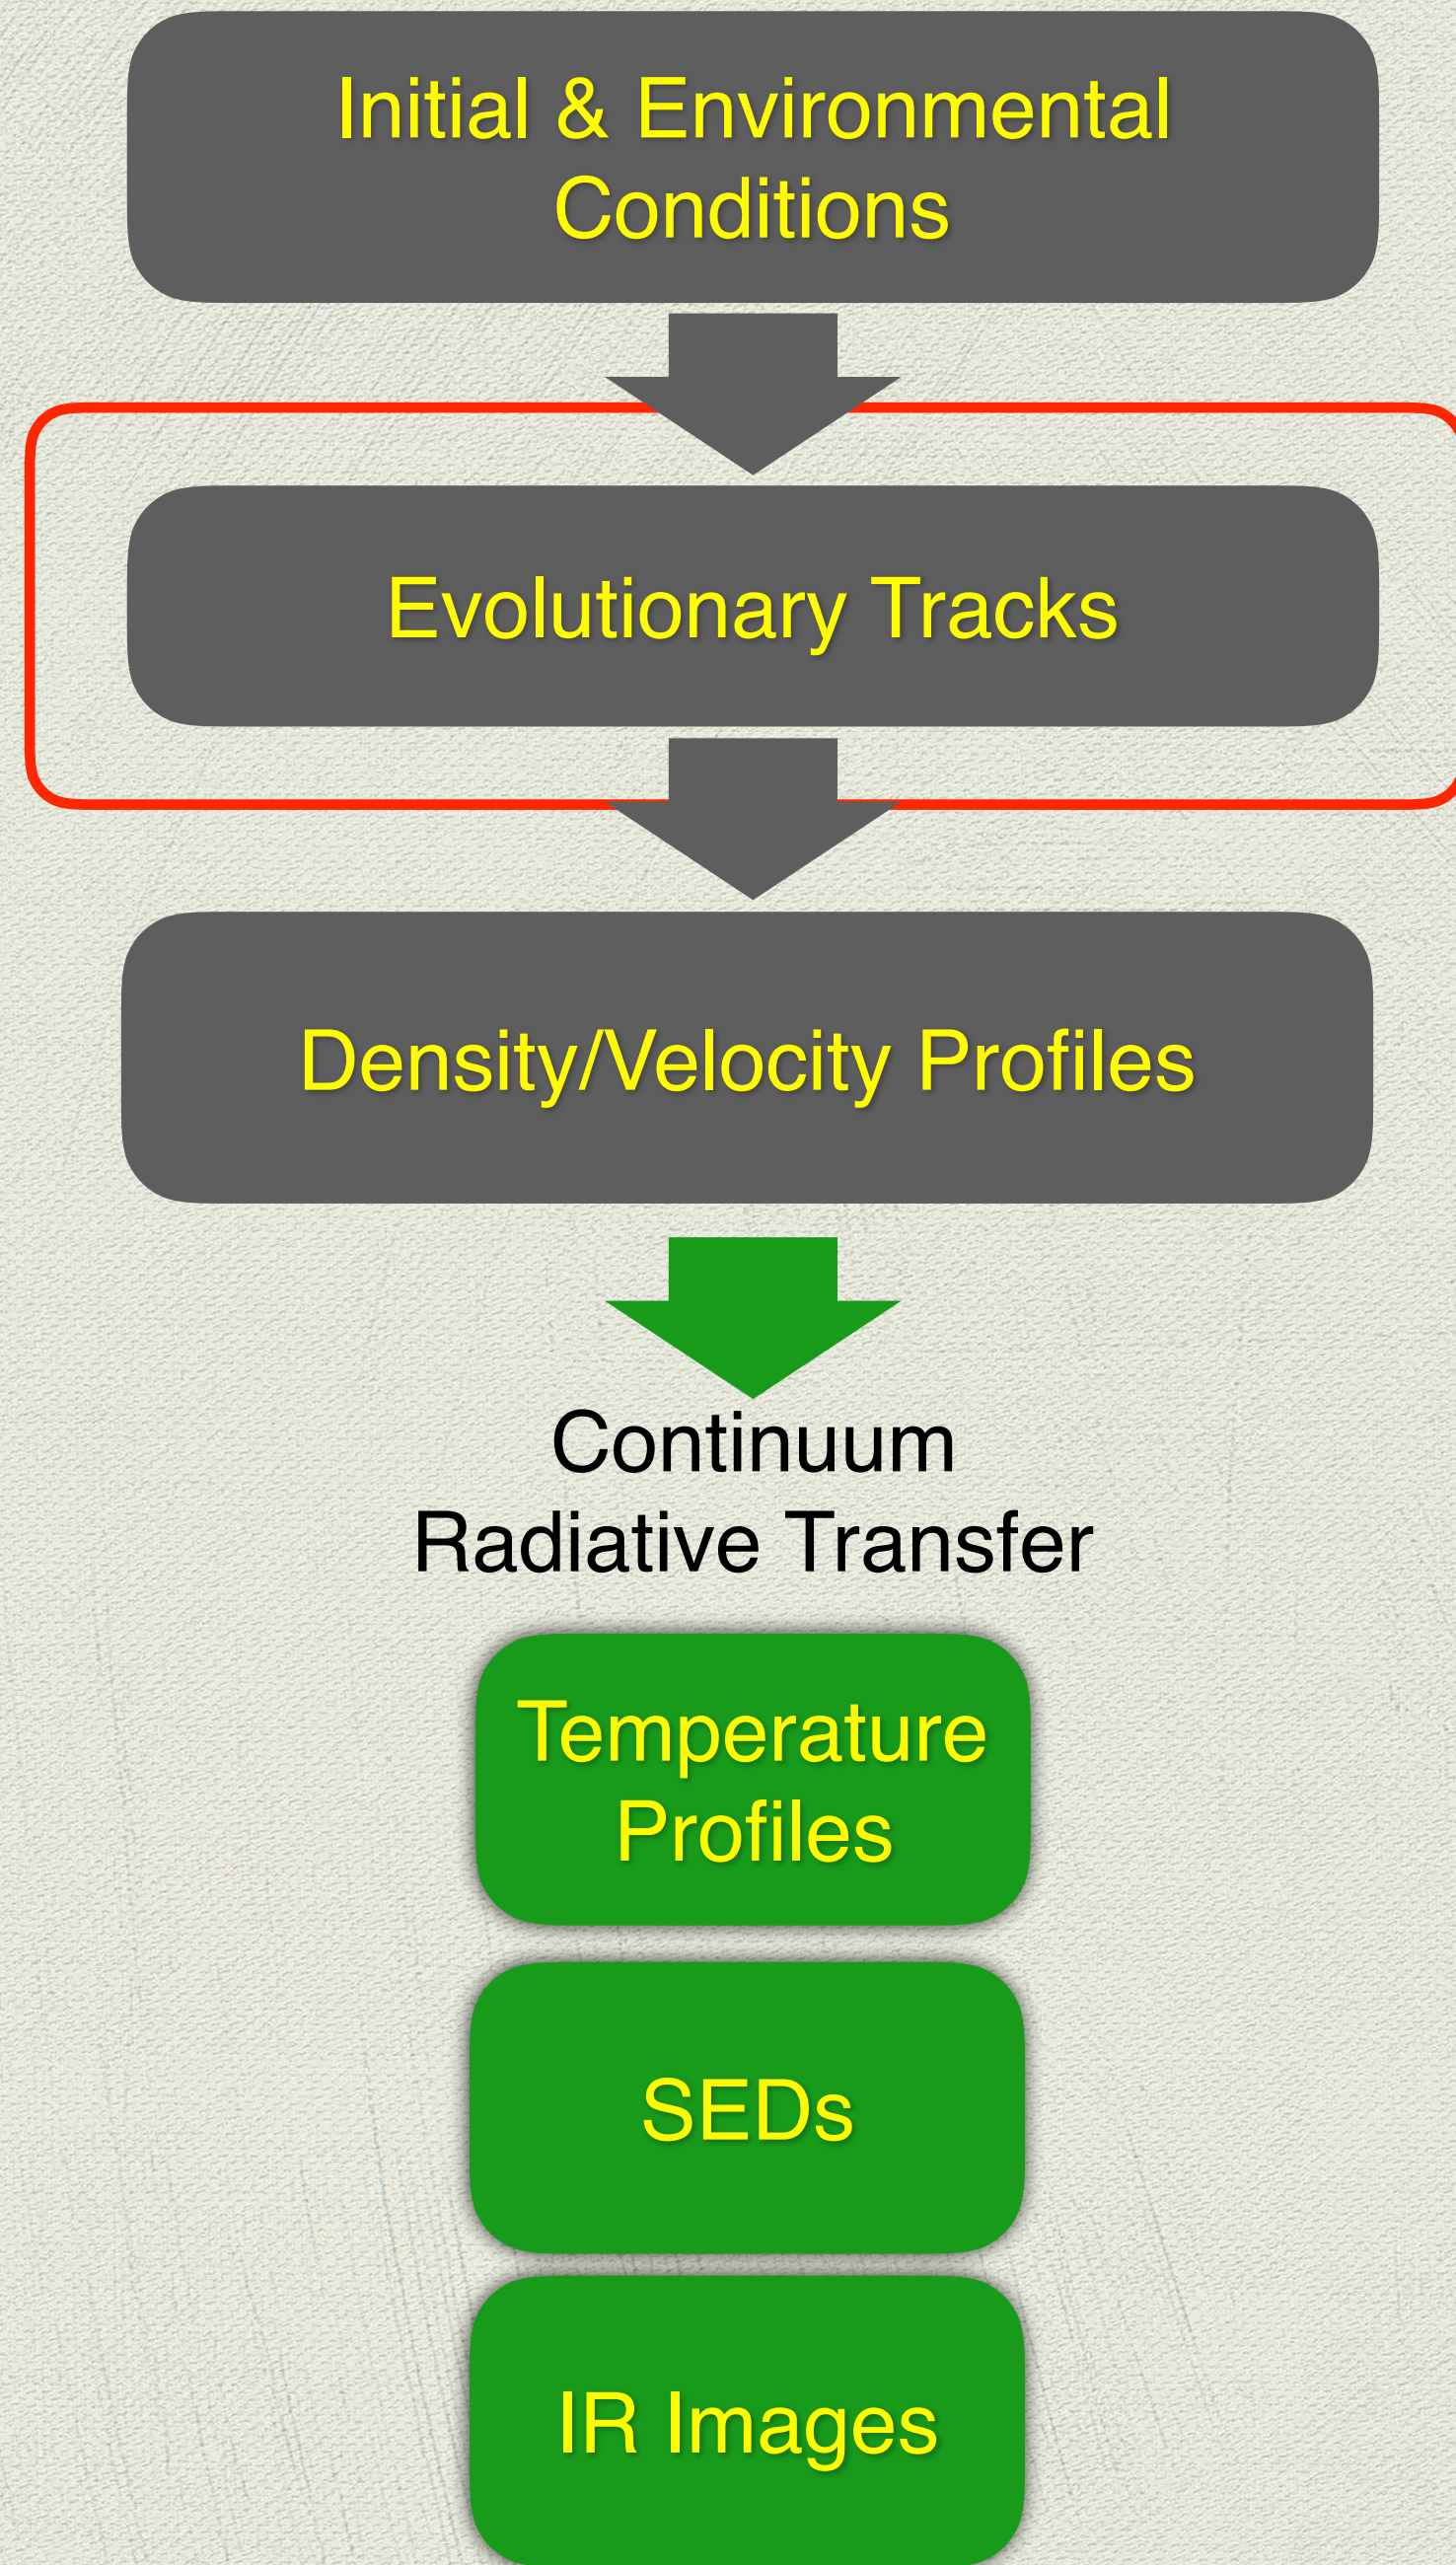 Initial & Environmental
Conditions
Evolutionary Tracks
Density/Velocity Profiles
Continuum
Radiative Transfer
Temperature
Profiles
SEDs
IR Images